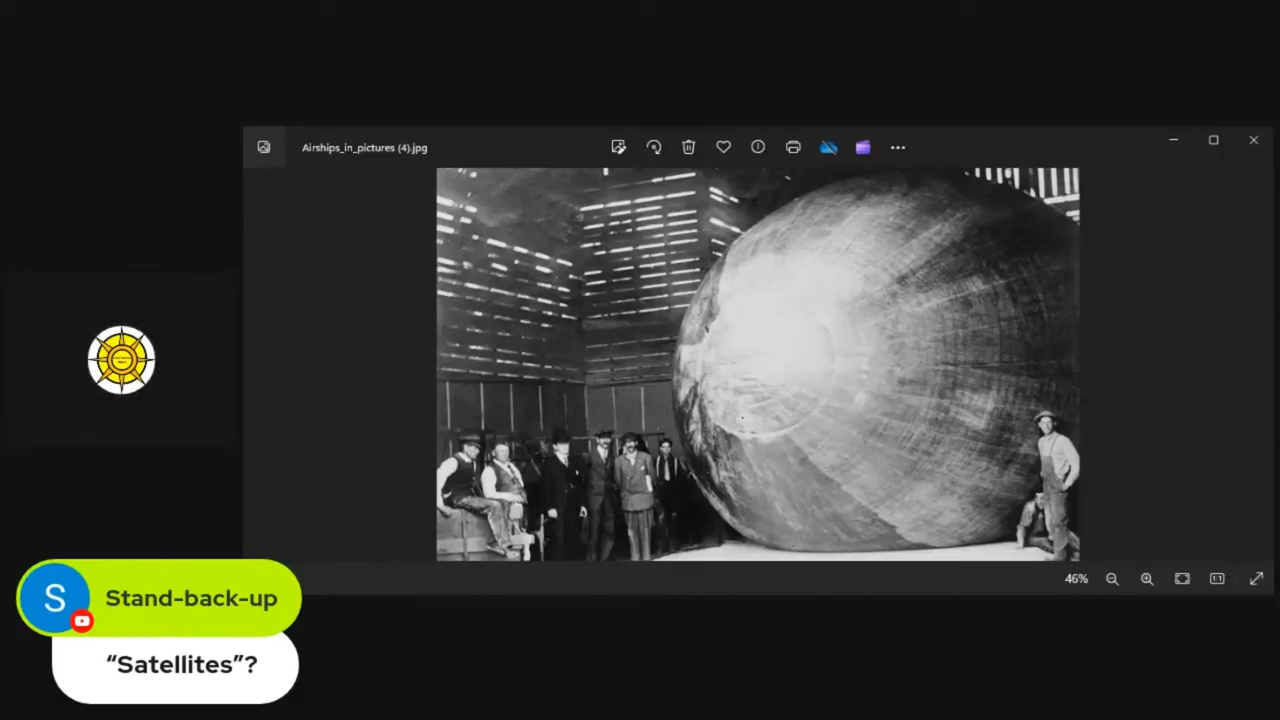 Airships_in_pictures (4).jpg
46%
Stand-back-up
S
“Satellites”?